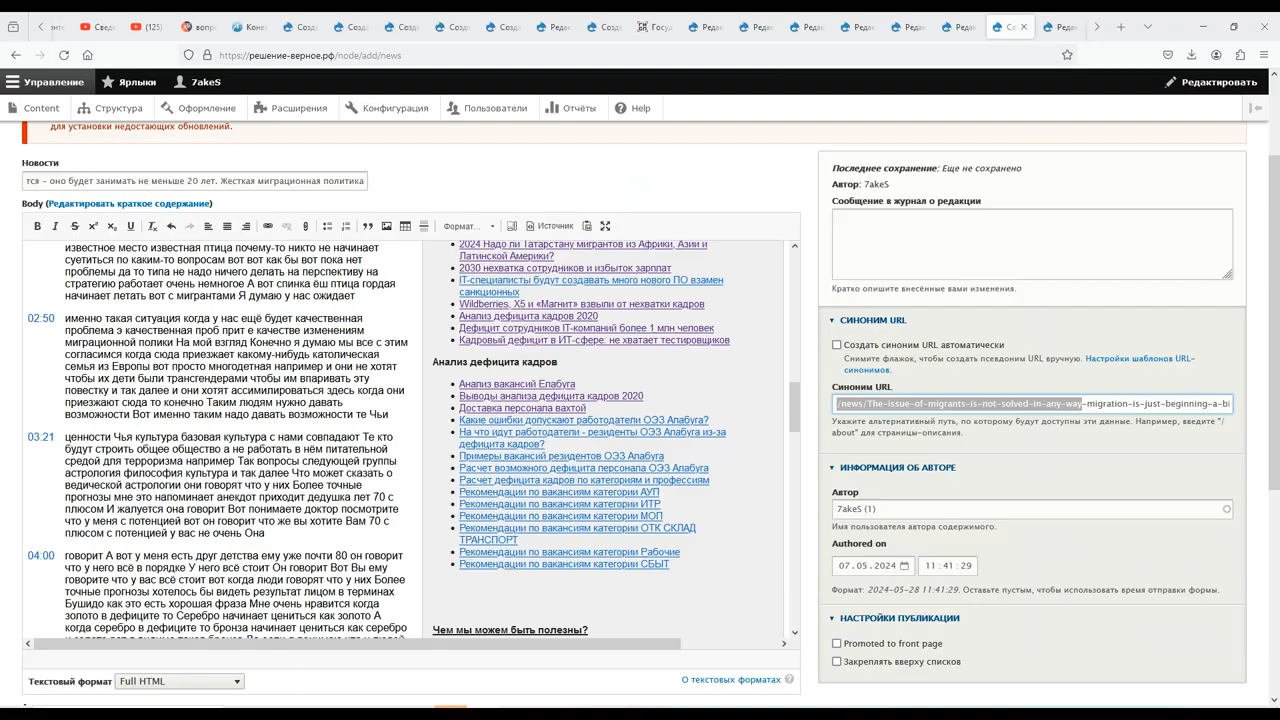 Сведе
(125)
вопро
Коне
Созда
Созда
Созда
Созда
Созда
Редак
Созда
Госуд
Редак
Редак
Редак
Редак
Редак
Редак
Со
Редак
https://решение-верное.рф/node/add/news
Управление
Ярлыки
7akeS
Редактировать
Content
Структура
Оформление
Расширения
Конфигурация
Пользователи
Отчёты
Help
для установки недостающих обновлений.
Новости
тся – оно будет занимать не меньше 20 лет. Жесткая миграционная политика
Body (Редактировать краткое содержание)
Формат...
Источник
известное место известная птица почему-то никто не начинает
суетиться по каким-то вопросам вот вот как бы вот пока нет
проблемы да то типа не надо ничего делать на перспективу на
стратегию работает очень немногое А вот спинка ёш птица гордая
начинает летать вот с мигрантами Я думаю у нас ожидает
02:50 именно такая ситуация когда у нас ещё будет качественная
проблема э качественная проб прит е качестве изменениям
миграционной полики На мой взгляд Конечно я думаю мы все с этим
согласимся когда сюда приезжает какому-нибудь католическая
семья из Европы вот просто многодетная например и они не хотят
чтобы их дети были трансгендерами чтобы им впаривать эту
повестку и так далее и они хотят ассимилироваться здесь когда они
приезжают сюда то конечно Таким людям нужно давать
возможности Вот именно таким надо давать возможности те Чьи
03:21 ценности Чья культура базовая культура с нами совпадают Те кто
будут строить общее общество а не работать в нём питательной
средой для терроризма например Так вопросы следующей группы
астрология философия культура и так далее Что может сказать о
ведической астрологии они говорят что у них Более точные
прогнозы мне это напоминает анекдот приходит дедушка лет 70 с
плюсом И жалуется она говорит Вот понимаете доктор посмотрите
что у меня с потенцией вот он говорит что же вы хотите Вам 70 с
плюсом с потенцией у вас не очень Она
04:00 говорит А вот у меня есть друг детства ему уже почти 80 он говорит
что у него всё в порядке У него всё стоит Он говорит Вот Вы ему
говорите что у вас всё стоит вот когда люди говорят что у них Более
точные прогнозы хотелось бы видеть результат лицом в терминах
Бушидо как это есть хорошая фраза Мне очень нравится когда
золото в дефиците то Серебро начинает цениться как золото А
когда серебро в дефиците то бронза начинает цениться как серебро
2024 Надо ли Татарстану мигрантов из Африки, Азии и
Латинской Америки?
2030 нехватка сотрудников и избыток зарплат
IT-специалисты будут создавать много нового ПО взамен
санкционных
Wildberries, X5 и «Магнит» взвыли от нехватки кадров
Анализ дефицита кадров 2020
Дефицит сотрудников IT-компаний более 1 млн человек
Кадровый дефицит в ИТ-сфере: не хватает тестировщиков
Анализ дефицита кадров
Анализ вакансий Елабуга
Выводы анализа дефицита кадров 2020
Доставка персонала вахтой
Какие ошибки допускают работодатели ОЭЗ Алабуга?
На что идут работодатели - резиденты ОЭЗ Алабуга из-за
дефицита кадров?
Примеры вакансий резидентов ОЭЗ Алабуга
Расчет возможного дефицита персонала ОЭЗ Алабуга
Расчет дефицита кадров по категориям и профессиям
Рекомендации по вакансиям категории АУП
Рекомендации по вакансиям категории ИТР
Рекомендации по вакансиям категории МОП
Рекомендации по вакансиям категории ОТК СКЛАД
ТРАНСПОРТ
Рекомендации по вакансиям категории Рабочие
Рекомендации по вакансиям категории СБЫТ
Чем мы можем быть полезны?
Текстовый формат Full HTML
О текстовых форматах
Последнее сохранение: Еще не сохранено
Автор: 7akeS
Сообщение в журнал о редакции
Кратко опишите внесённые вами изменения.
СИНОНИМ URL
Создать синоним URL автоматически
Снимите флажок, чтобы создать псевдоним URL вручную. Настройки шаблонов URL-
синонимов.
Синоним URL
/news/The-issue-of-migrants-is-not-solved-in-any-way-migration-is-just-beginning-a-bi
Укажите альтернативный путь, по которому будут доступны эти данные. Например, введите "/
about" для страницы-описания.
ИНФОРМАЦИЯ ОБ АВТОРЕ
Автор
7akeS (1)
Имя пользователя автора содержимого.
Authored on
07.05.2024
11:41:29
Формат: 2024-05-28 11:41:29. Оставьте пустым, чтобы использовать время отправки формы.
НАСТРОЙКИ ПУБЛИКАЦИИ
Promoted to front page
Закреплять вверху списков